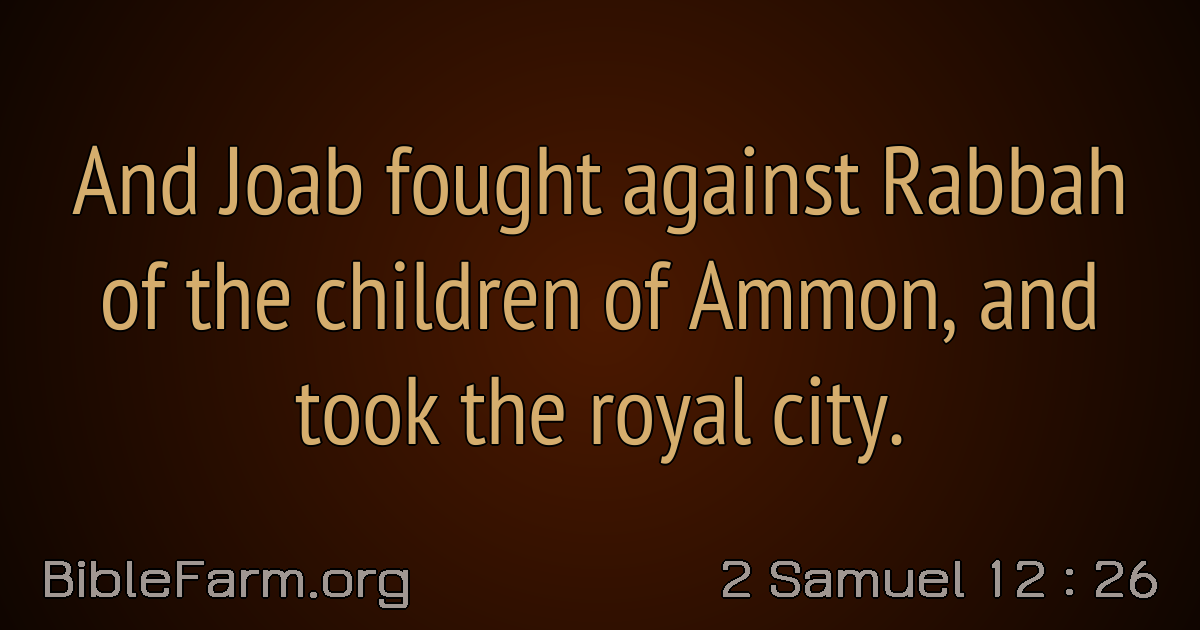 And Joab fought against Rabbah
of the children of Ammon, and
took the royal city.
BibleFarm.org
2 Samuel 12 : 26